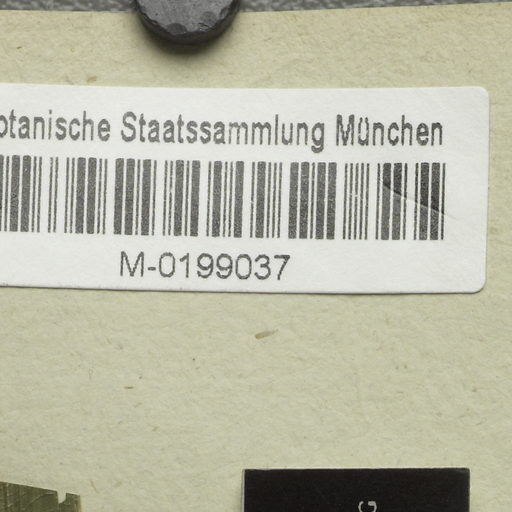 otanische Staatssammlung München
M-0199037